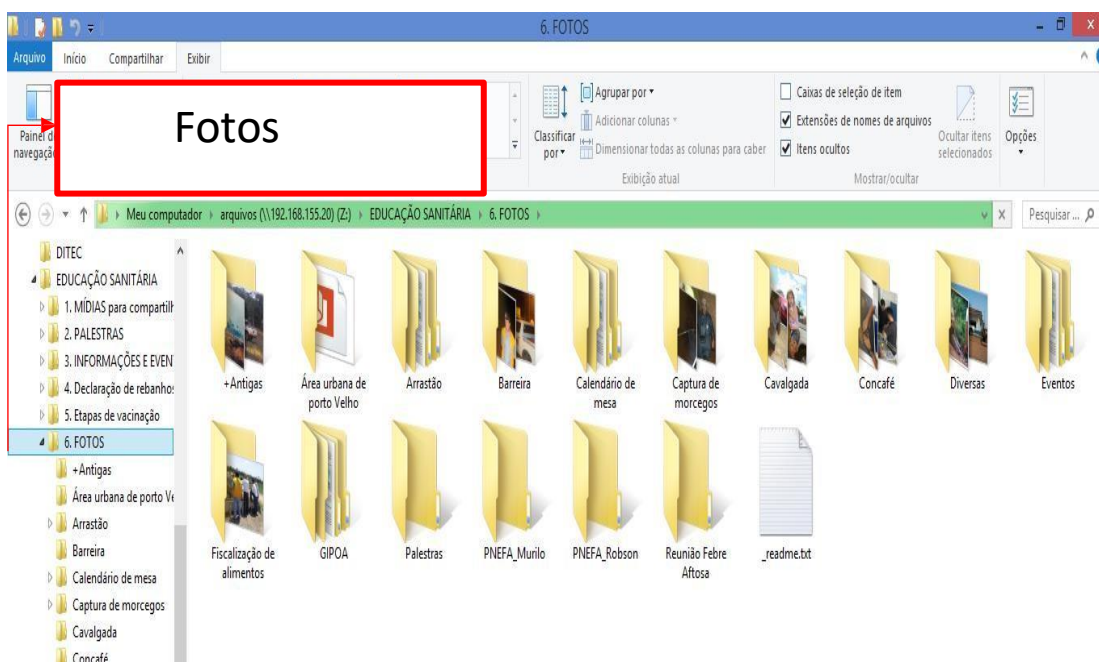 6. FOTOS
Arquivo Início Compartilhar Exibir
Fotos
Painel d
navegaçã
Classificar
por
Agrupar por
Adicionar colunas
Dimensionar todas as colunas para caber
Exibição atual
Caixas de seleção de item
Extensões de nomes de arquivos
Itens ocultos
Mostrar/ocultar
Ocultar itens
selecionados
Opções
Meu computador arquivos (\\192.168.155.20) (Z:) EDUCAÇÃO SANITÁRIA 6. FOTOS
Pesquisar ...
DITEC
EDUCAÇÃO SANITÁRIA
1. MÍDIAS para compartilh
2. PALESTRAS
3. INFORMAÇÕES E EVEN
4. Declaração de rebanhos
5. Etapas de vacinação
6. FOTOS
+Antigas
Área urbana de porto Ve
Arrastão
Barreira
Calendário de mesa
Captura de morcegos
Cavalgada
Concafé
+Antigas
Área urbana de
porto Velho
Arrastão
Barreira
Calendário de
mesa
Captura de
morcegos
Cavalgada
Concafé
Diversas
Eventos
Fiscalização de
alimentos
GIPOA
Palestras
PNEFA_Murilo
PNEFA_Robson
Reunião Febre
Aftosa
_readme.txt